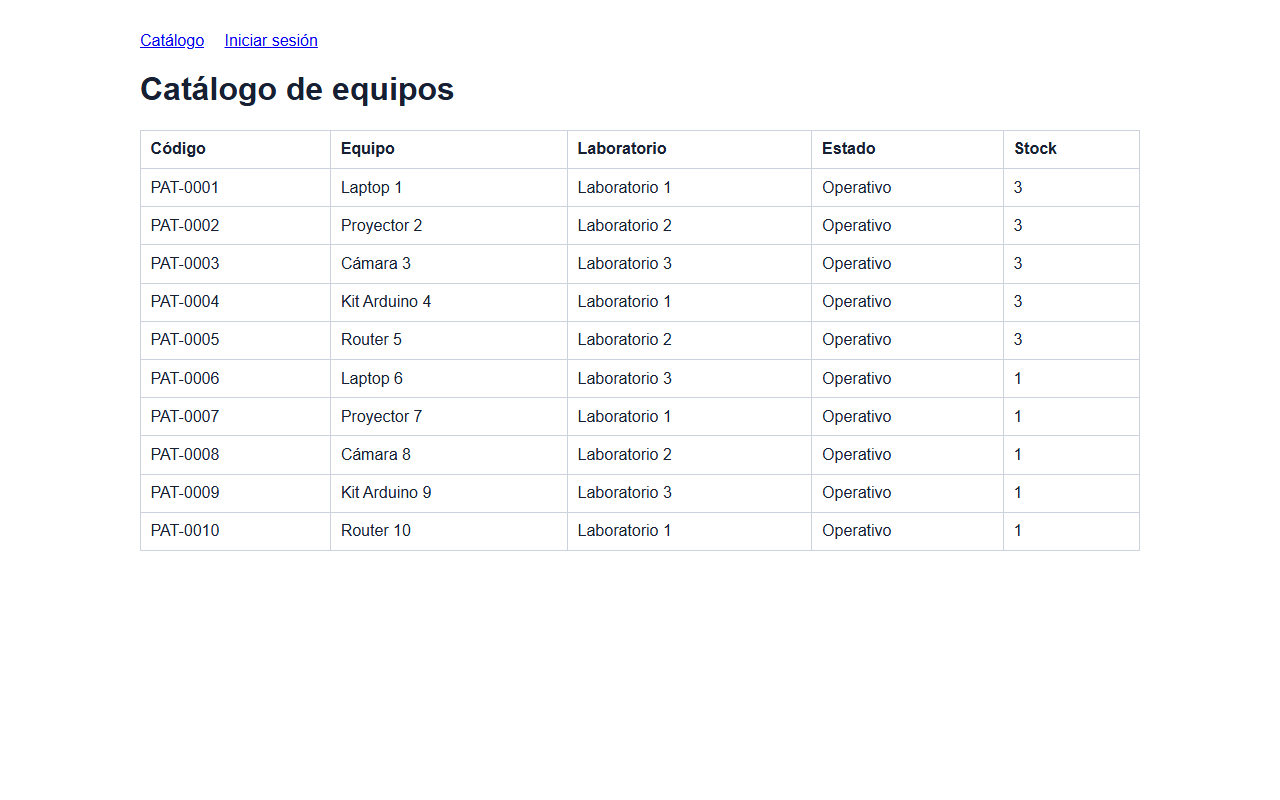 Catálogo Iniciar sesión
Catálogo de equipos
Código Equipo Laboratorio Estado Stock
PAT-0001 Laptop 1 Laboratorio 1 Operativo 3
PAT-0002 Proyector 2 Laboratorio 2 Operativo 3
PAT-0003 Cámara 3 Laboratorio 3 Operativo 3
PAT-0004 Kit Arduino 4 Laboratorio 1 Operativo 3
PAT-0005 Router 5 Laboratorio 2 Operativo 3
PAT-0006 Laptop 6 Laboratorio 3 Operativo 1
PAT-0007 Proyector 7 Laboratorio 1 Operativo 1
PAT-0008 Cámara 8 Laboratorio 2 Operativo 1
PAT-0009 Kit Arduino 9 Laboratorio 3 Operativo 1
PAT-0010 Router 10 Laboratorio 1 Operativo 1